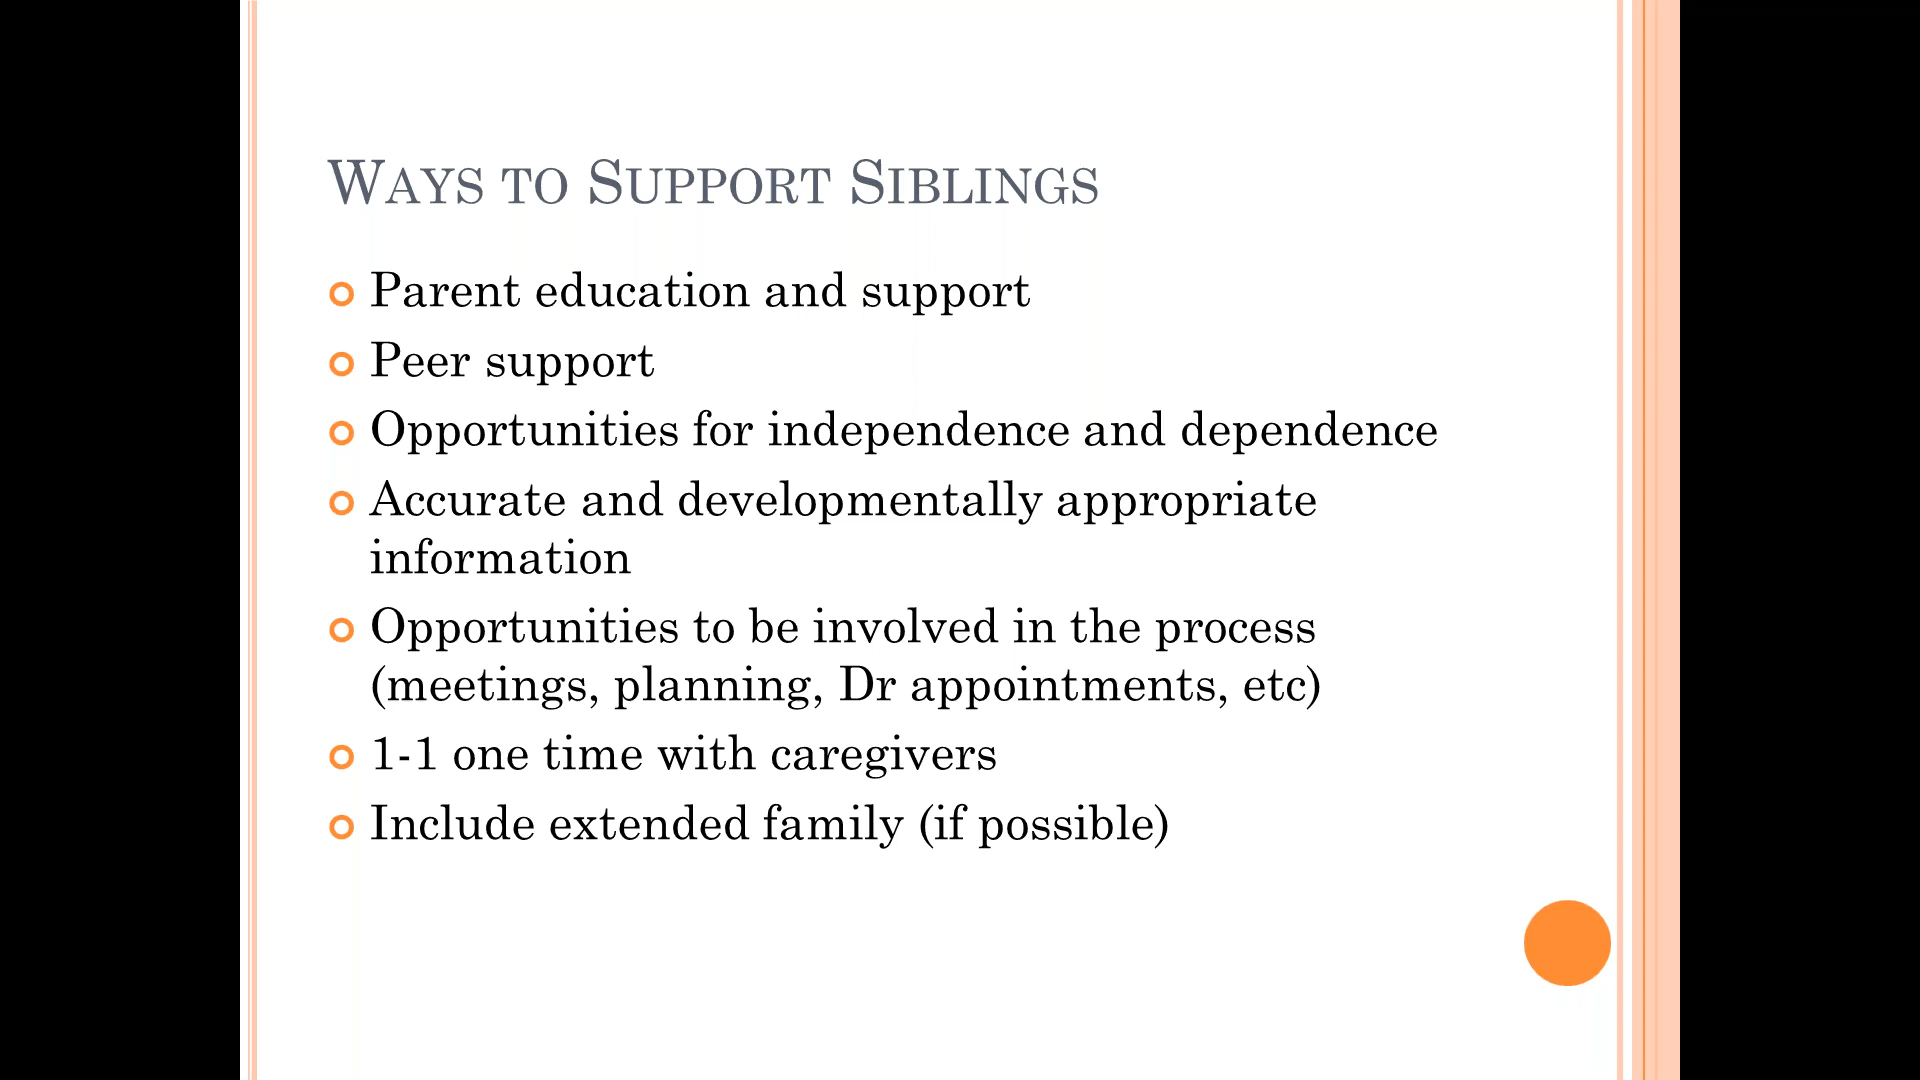 Ways to Support Siblings
Parent education and support
Peer support
Opportunities for independence and dependence
Accurate and developmentally appropriate
information
Opportunities to be involved in the process
(meetings, planning, Dr appointments, etc)
1-1 one time with caregivers
Include extended family (if possible)